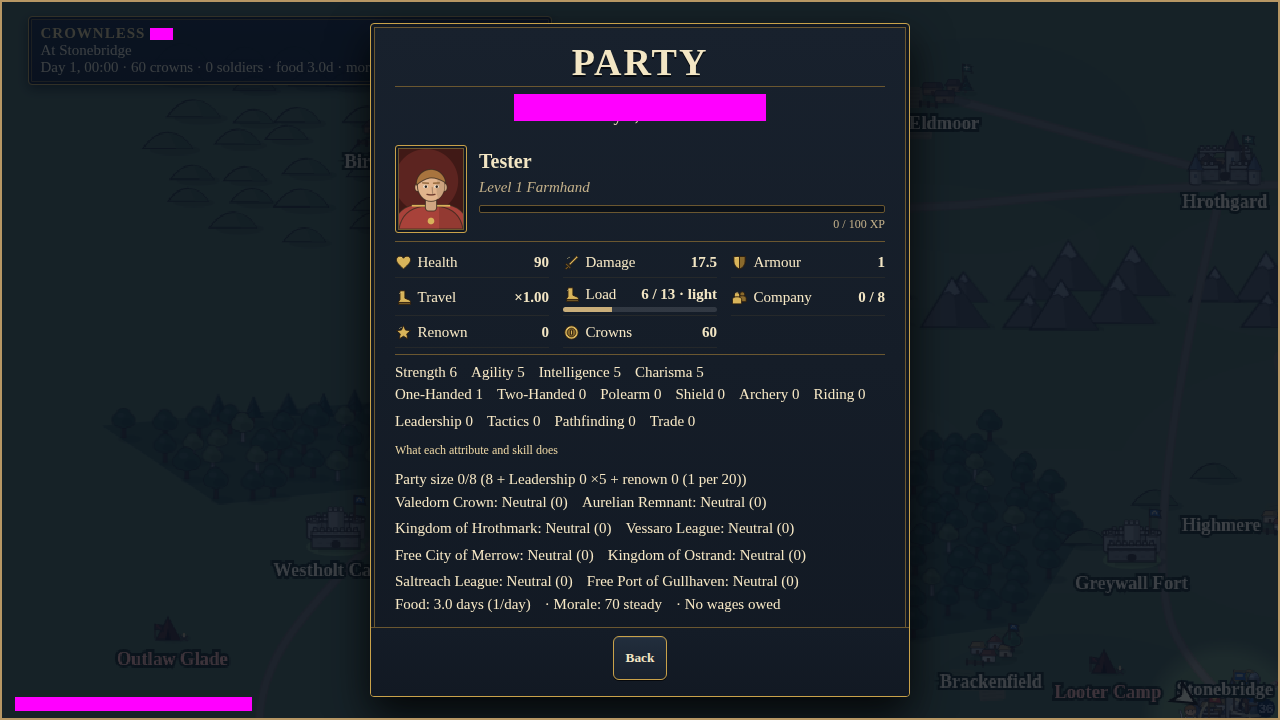 CROWNLESS
At Stonebridge
Day 1, 00:00 · 60 crowns · 0 soldiers · food 3.0d ·
PARTY
Tester
Level 1 Farmhand
0 / 100 XP
Health 90 Damage 17.5 Armour 1
Travel ×1.00 Load 6 / 13 · light Company 0 / 8
Renown 0 Crowns 60
Strength 6 Agility 5 Intelligence 5 Charisma 5
One-Handed 1 Two-Handed 0 Polearm 0 Shield 0 Archery 0 Riding 0
Leadership 0 Tactics 0 Pathfinding 0 Trade 0
What each attribute and skill does
Party size 0/8 (8 + Leadership 0 ×5 + renown 0 (1 per 20))
Valedorn Crown: Neutral (0) Aurelian Remnant: Neutral (0)
Kingdom of Hrothmark: Neutral (0) Vessaro League: Neutral (0)
Free City of Merrow: Neutral (0) Kingdom of Ostrand: Neutral (0)
Saltreach League: Neutral (0) Free Port of Gullhaven: Neutral (0)
Food: 3.0 days (1/day) · Morale: 70 steady · No wages owed
Back
Eldmoor
Hrothgard
Highmere
Westholt
Greywall Fort
Outlaw Glade
Brackenfield
Looter Camp
Stonebridge
38